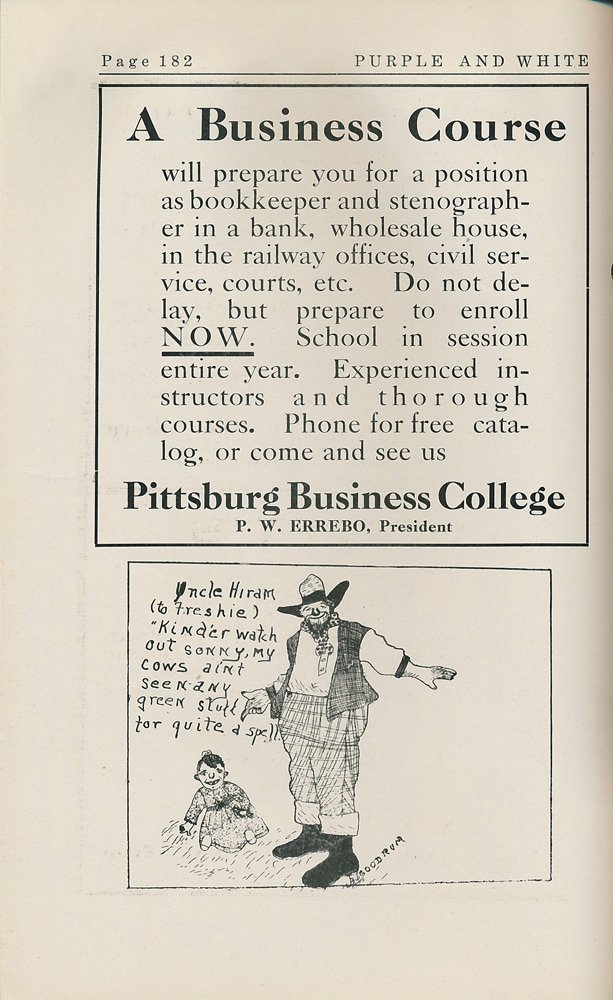 Page 182 PURPLE AND WHITE
A Business Course
will prepare you for a position
as bookkeeper and stenograph-
er in a bank, wholesale house,
in the railway offices, civil ser-
vice, courts, etc. Do not de-
lay, but prepare to enroll
NOW. School in session
entire year. Experienced in-
structors and thorough
courses. Phone for free cata-
log, or come and see us
Pittsburg Business College
P. W. ERREBO, President
Uncle Hiram
(to Freshie)
"Kinder watch
out sonny, my
cows aint
seen any
green stuff
for quite a spell.
GOODRUM